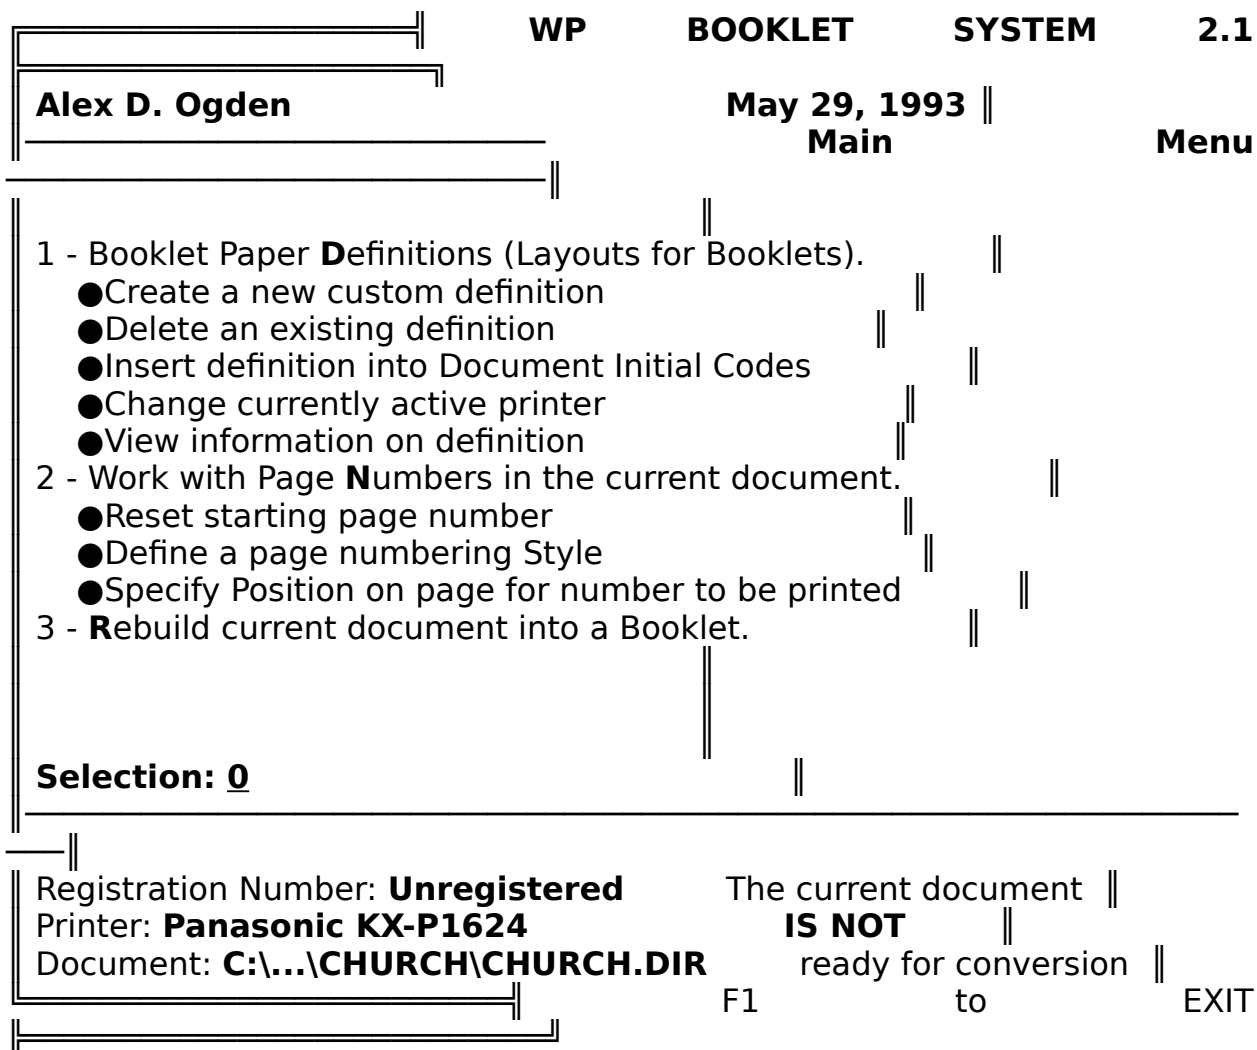 WP BOOKLET SYSTEM 2.1
Alex D. Ogden May 29, 1993
Main Menu
1 - Booklet Paper Definitions (Layouts for Booklets).
●Create a new custom definition
●Delete an existing definition
●Insert definition into Document Initial Codes
●Change currently active printer
●View information on definition
2 - Work with Page Numbers in the current document.
●Reset starting page number
●Define a page numbering Style
●Specify Position on page for number to be printed
3 - Rebuild current document into a Booklet.
Selection: 0
Registration Number: Unregistered The current document
Printer: Panasonic KX-P1624 IS NOT
Document: C:\...\CHURCH\CHURCH.DIR ready for conversion
F1 to EXIT